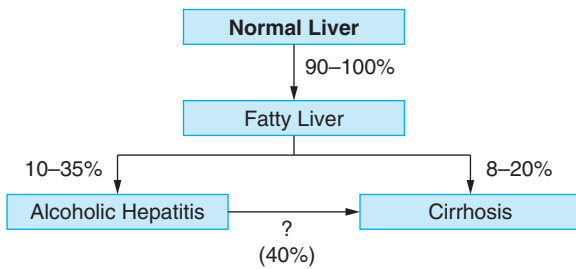 Normal Liver
90–100%
Fatty Liver
10–35%
8–20%
Alcoholic Hepatitis
?
(40%)
Cirrhosis